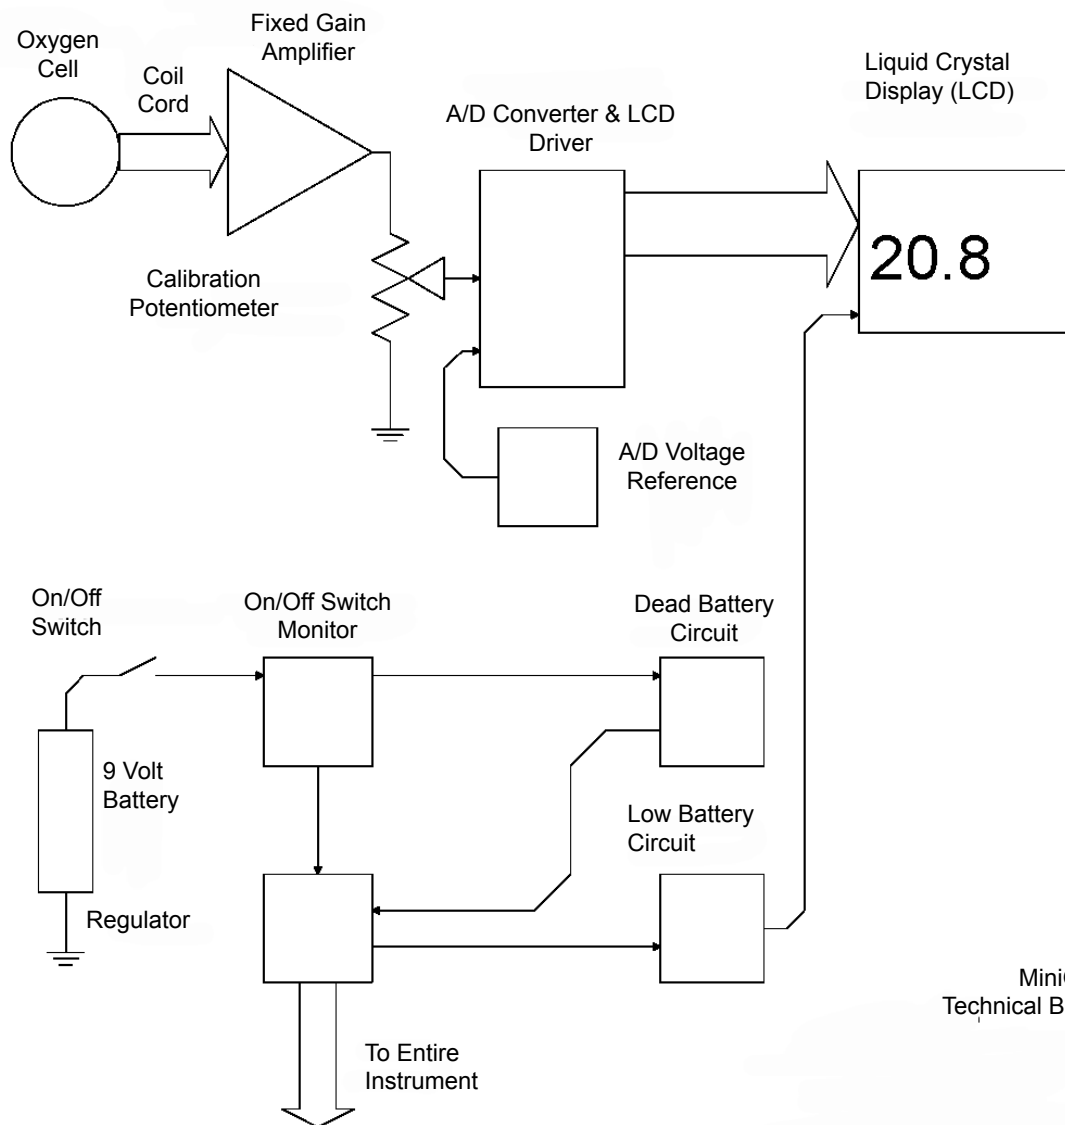 Oxygen
Cell
Coil
Cord
Fixed Gain
Amplifier
A/D Converter & LCD
Driver
Liquid Crystal
Display (LCD)
20.8
Calibration
Potentiometer
A/D Voltage
Reference
On/Off
Switch
On/Off Switch
Monitor
Dead Battery
Circuit
9 Volt
Battery
Low Battery
Circuit
Regulator
To Entire
Instrument
Technical B